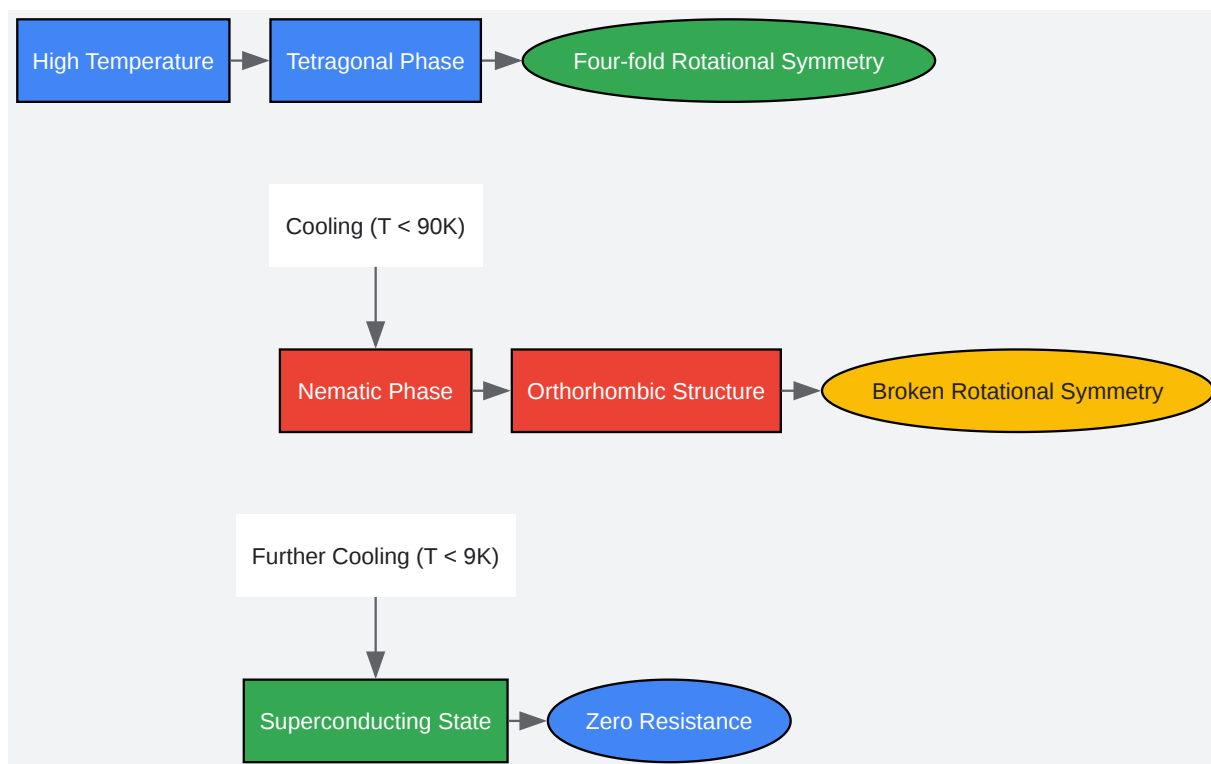 High Temperature
Tetragonal Phase
Four-fold Rotational Symmetry
Cooling (T < 90K)
Nematic Phase
Orthorhombic Structure
Broken Rotational Symmetry
Further Cooling (T < 9K)
Superconducting State
Zero Resistance